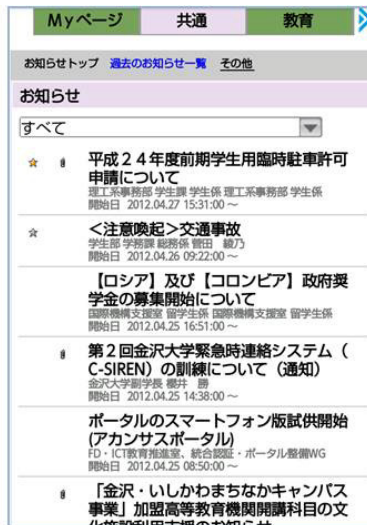 Myページ 共通 教育
お知らせトップ 過去のお知らせ一覧 その他
お知らせ
すべて
平成24年度前期学生用臨時駐車許可
申請について
理工系事務部 学生課 学生係 理工系事務部 学生係
開始日 2012.04.27 15:31:00～
<注意喚起>交通事故
学生部 学務課 総務係 菅田 綾乃
開始日 2012.04.26 09:22:00～
【ロシア】及び【コロンビア】政府奨
学金の募集開始について
国際機構支援室 留学生係 国際機構支援室 留学生係
開始日 2012.04.25 16:51:00～
第2回金沢大学緊急時連絡システム（
C-SIREN）の訓練について（通知）
金沢大学副学長 櫻井 勝
開始日 2012.04.25 14:38:00～
ポータルのスマートフォン版試供開始
(アカンサスポータル)
FD・ICT教育推進室、統合認証・ポータル整備WG
開始日 2012.04.25 08:50:00～
「金沢・いしかわまちなかキャンパス
事業」加盟高等教育機関開講科目の文
化施設利用支援のお知らせ